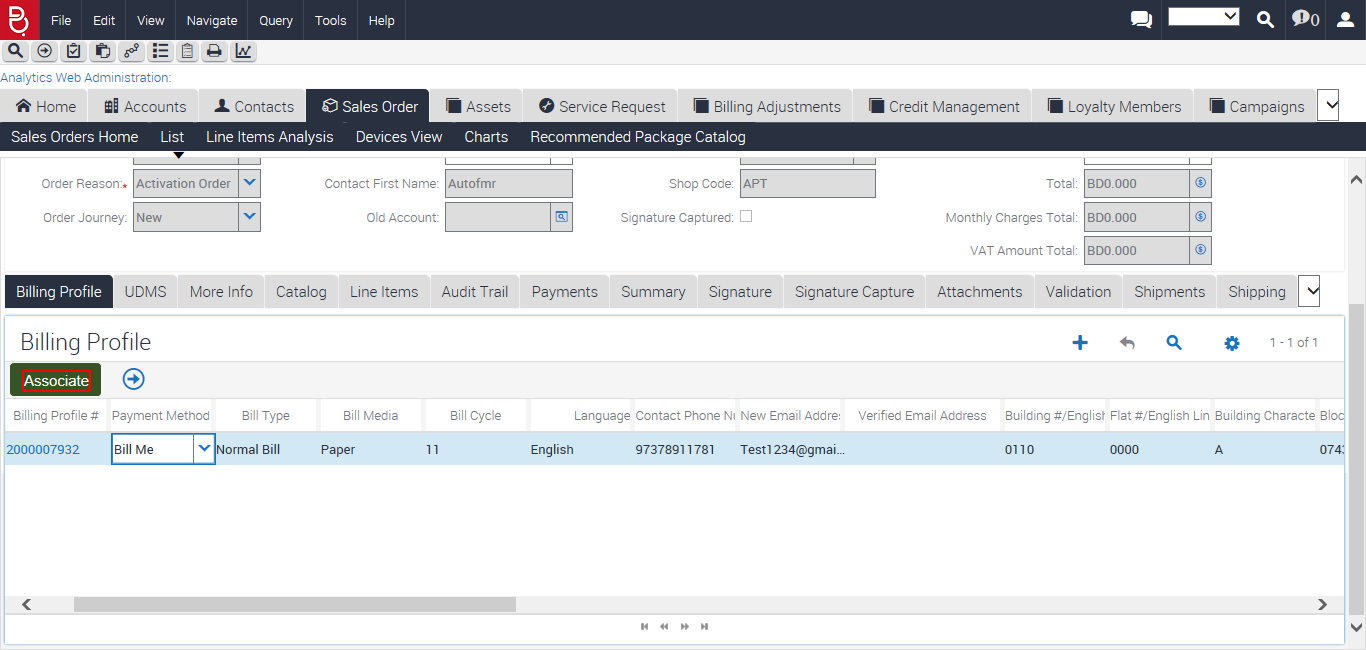 File Edit View Navigate Query Tools Help 0
Analytics Web Administration:
Home Accounts Contacts Sales Order Assets Service Request Billing Adjustments Credit Management Loyalty Members Campaigns
Sales Orders Home List Line Items Analysis Devices View Charts Recommended Package Catalog
Order Reason:* Activation Order Contact First Name: Autofmr Shop Code: APT Total: BD0.000
Order Journey: New Old Account: Signature Captured: Monthly Charges Total: BD0.000
VAT Amount Total: BD0.000
Billing Profile UDMS More Info Catalog Line Items Audit Trail Payments Summary Signature Signature Capture Attachments Validation Shipments Shipping
Billing Profile 1 - 1 of 1
Associate
Billing Profile # Payment Method Bill Type Bill Media Bill Cycle Language Contact Phone Nu New Email Addres Verified Email Address Building #/English Flat #/English Lin Building Characte Bloc
2000007932 Bill Me Normal Bill Paper 11 English 97378911781 Test1234@gmai... 0110 0000 A 0743